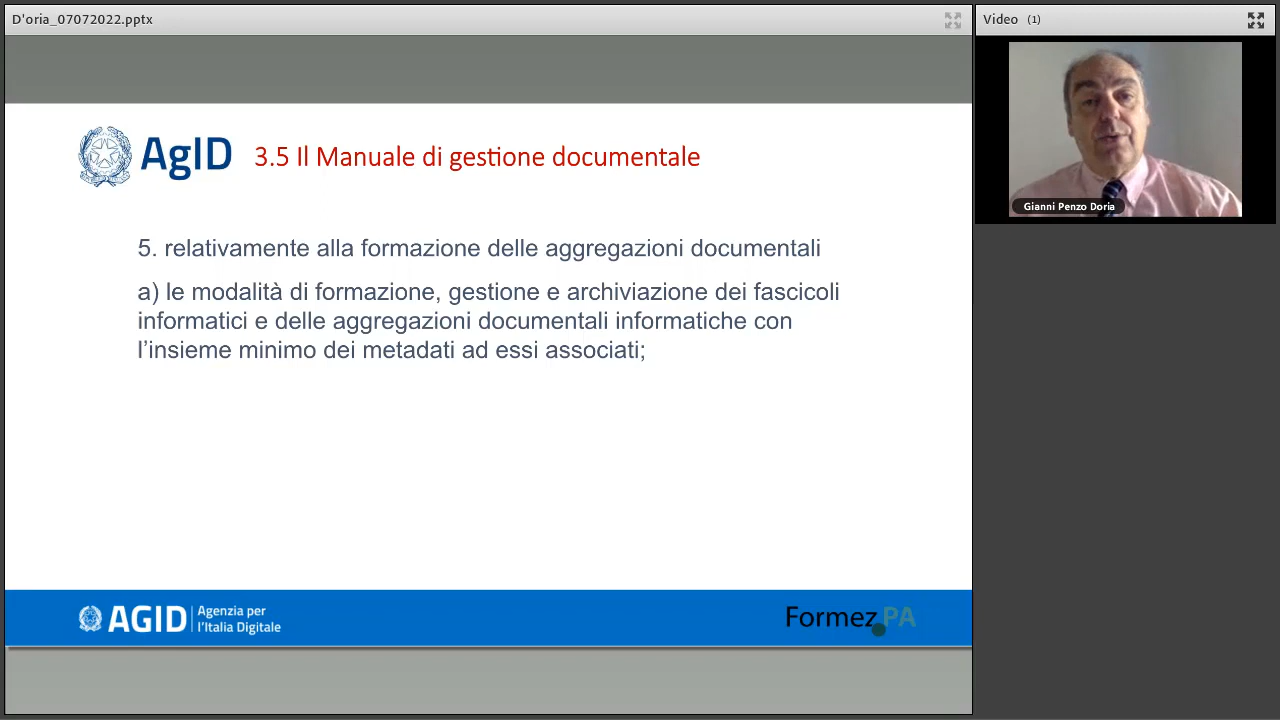 D'oria_07072022.pptx
Video (1)
Gianni Penzo Doria
AgID 3.5 Il Manuale di gestione documentale
5. relativamente alla formazione delle aggregazioni documentali
a) le modalità di formazione, gestione e archiviazione dei fascicoli
informatici e delle aggregazioni documentali informatiche con
l’insieme minimo dei metadati ad essi associati;
AGID Agenzia per
l’Italia Digitale
Formez PA